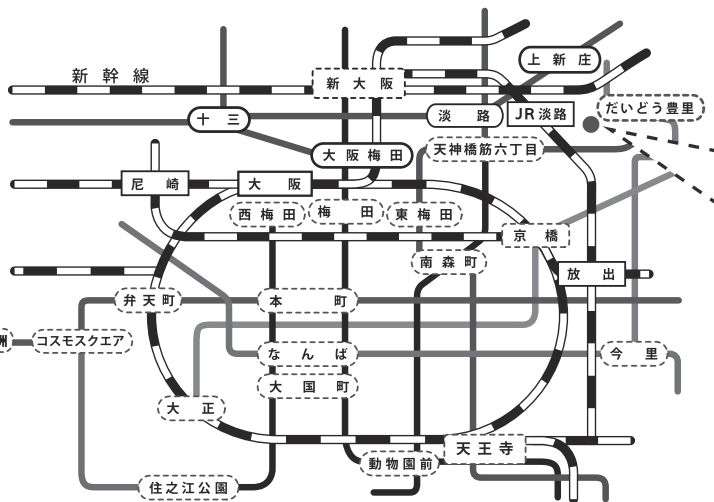 上新庄
新幹線
新大阪
だいどう豊里
十三
淡路
JR淡路
大阪梅田
天神橋筋六丁目
尼崎
大阪
西梅田
梅田
東梅田
京橋
南森町
放出
弁天町
本町
コスモスクエア
なんば
今里
大国町
大正
天王寺
動物園前
住之江公園